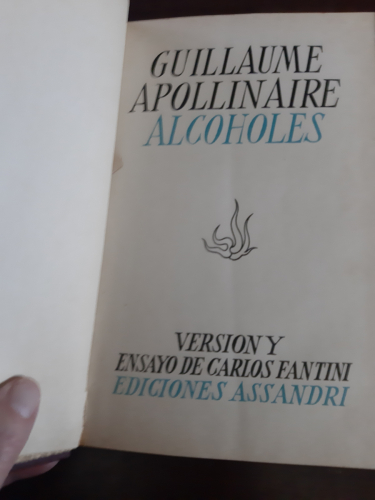 GUILLAUME
APOLLINAIRE
ALCOHOLES
VERSION Y
ENSAYO DE CARLOS FANTINI
EDICIONES ASSANDRI